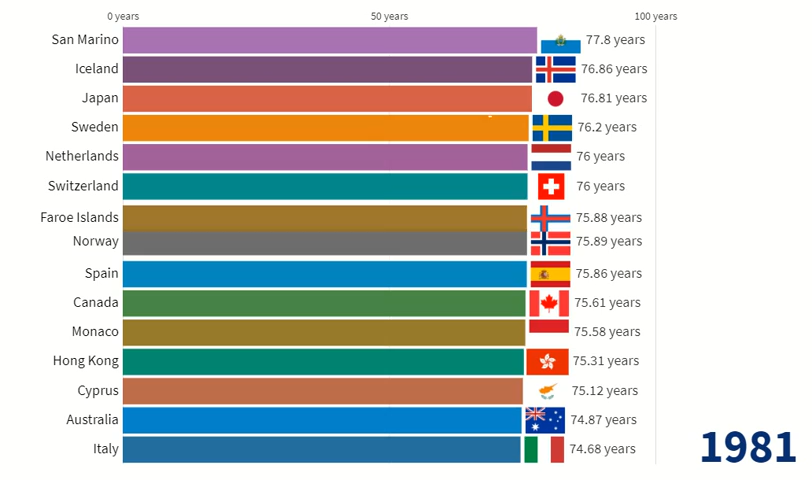 0 years 50 years 100 years
San Marino 77.8 years
Iceland 76.86 years
Japan 76.81 years
Sweden 76.2 years
Netherlands 76 years
Switzerland 76 years
Faroe Islands 75.88 years
Norway 75.89 years
Spain 75.86 years
Canada 75.61 years
Monaco 75.58 years
Hong Kong 75.31 years
Cyprus 75.12 years
Australia 74.87 years
Italy 74.68 years
1981